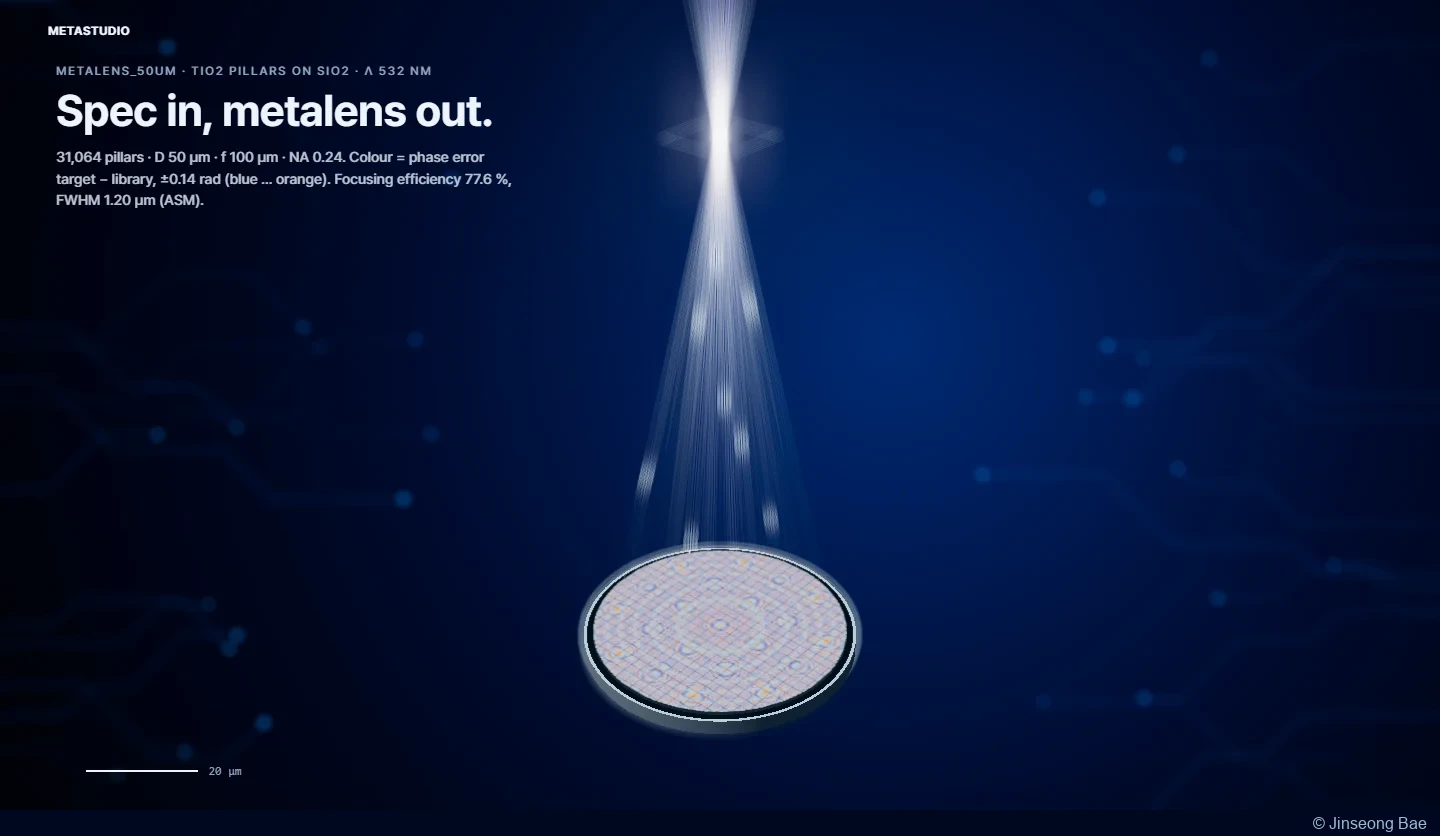 METASTUDIO
METALENS_50UM · TIO2 PILLARS ON SIO2 · Λ 532 NM
Spec in, metalens out.
31,064 pillars · D 50 µm · f 100 µm · NA 0.24. Colour = phase error
target − library, ±0.14 rad (blue … orange). Focusing efficiency 77.6 %,
FWHM 1.20 µm (ASM).
20 µm
© Jinseong Bae